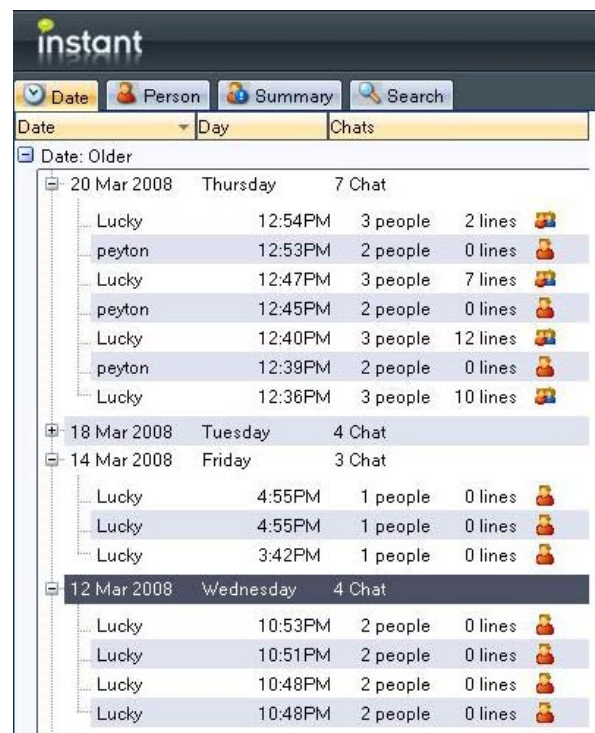 instant
Date Person Summary Search
Date Day Chats
Date: Older
20 Mar 2008 Thursday 7 Chat
Lucky 12:54PM 3 people 2 lines
peyton 12:53PM 2 people 0 lines
Lucky 12:47PM 3 people 7 lines
peyton 12:45PM 2 people 0 lines
Lucky 12:40PM 3 people 12 lines
peyton 12:39PM 2 people 0 lines
Lucky 12:36PM 3 people 10 lines
18 Mar 2008 Tuesday 4 Chat
14 Mar 2008 Friday 3 Chat
Lucky 4:55PM 1 people 0 lines
Lucky 4:55PM 1 people 0 lines
Lucky 3:42PM 1 people 0 lines
12 Mar 2008 Wednesday 4 Chat
Lucky 10:53PM 2 people 0 lines
Lucky 10:51PM 2 people 0 lines
Lucky 10:48PM 2 people 0 lines
Lucky 10:48PM 2 people 0 lines